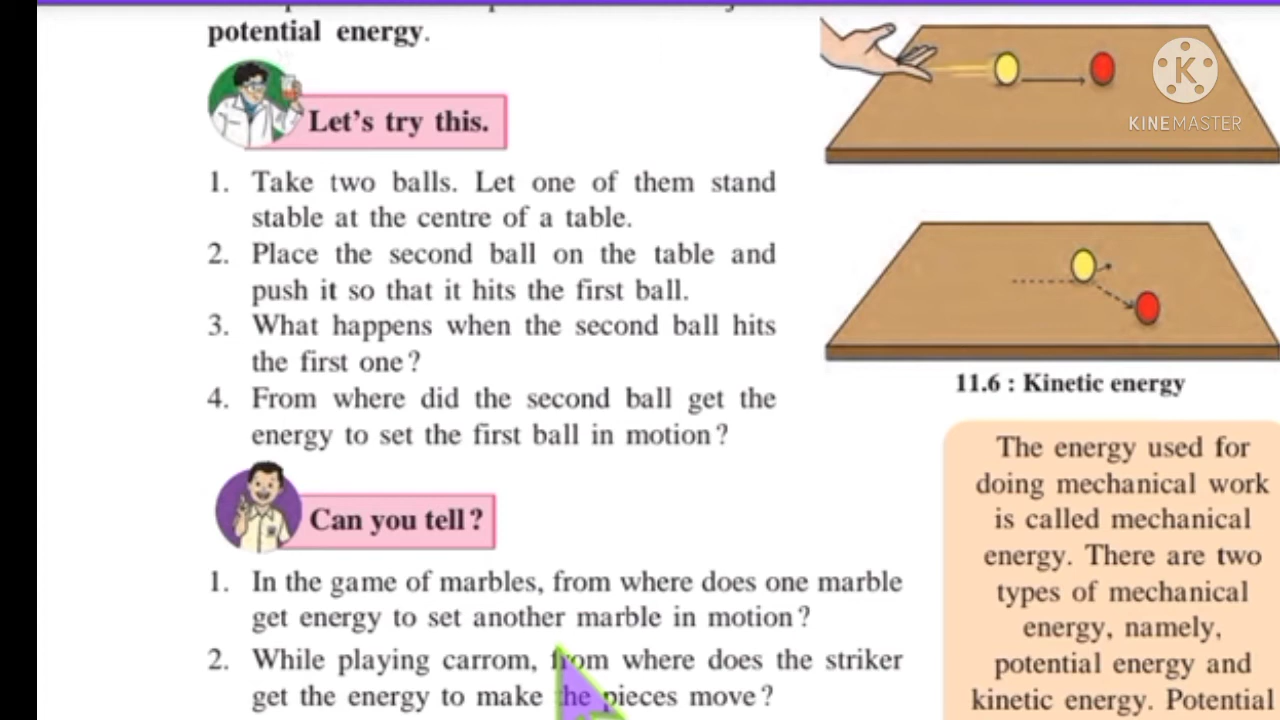 potential energy.
Let's try this.
1. Take two balls. Let one of them stand
stable at the centre of a table.
2. Place the second ball on the table and
push it so that it hits the first ball.
3. What happens when the second ball hits
the first one?
4. From where did the second ball get the
energy to set the first ball in motion?
Can you tell?
1. In the game of marbles, from where does one marble
get energy to set another marble in motion?
2. While playing carrom, from where does the striker
get the energy to make the pieces move?
K
KINEMASTER
11.6 : Kinetic energy
The energy used for
doing mechanical work
is called mechanical
energy. There are two
types of mechanical
energy, namely,
potential energy and
kinetic energy. Potential